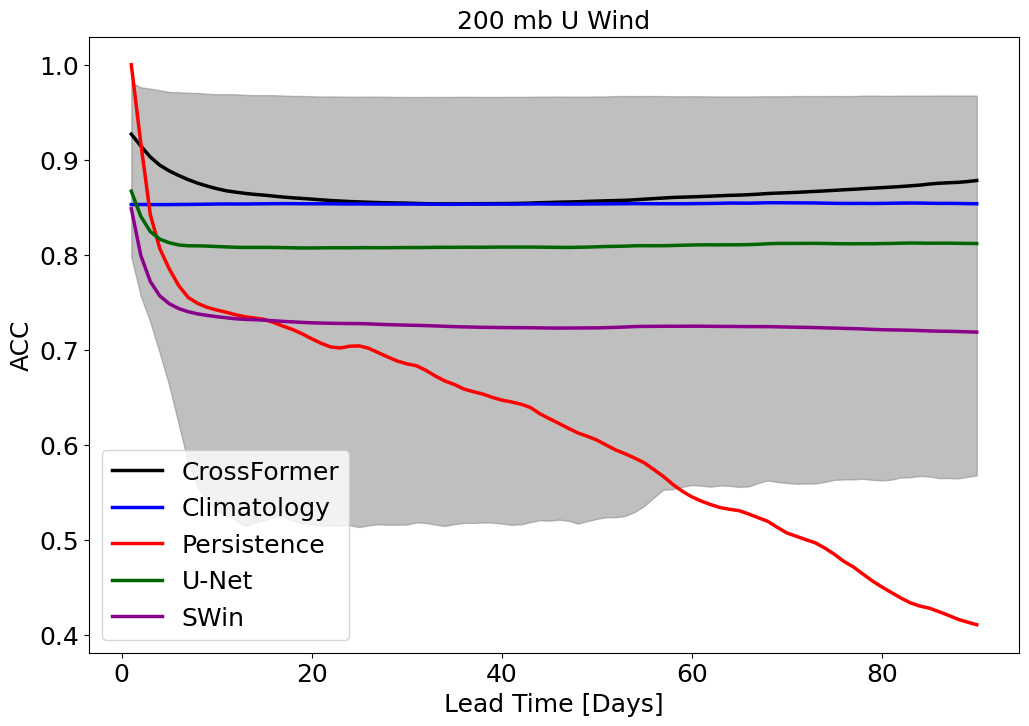 200 mb U Wind
ACC
1.0
0.9
0.8
0.7
0.6
0.5
0.4
CrossFormer
Climatology
Persistence
U-Net
SWin
0 20 40 60 80
Lead Time [Days]